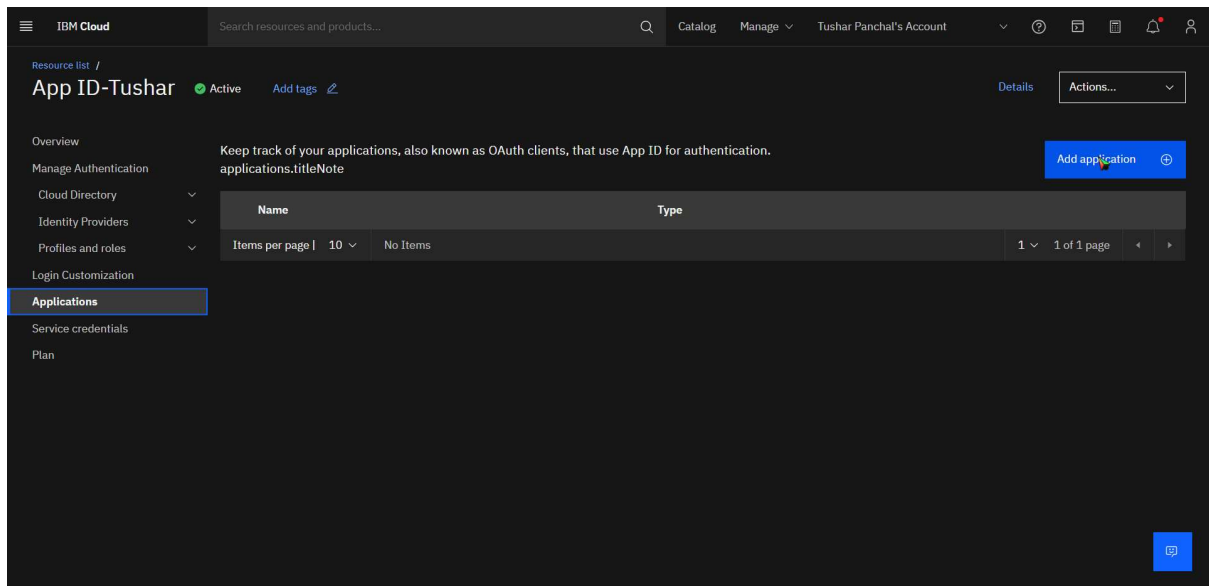 IBM Cloud
Search resources and products...
Catalog
Manage
Tushar Panchal's Account
Resource list /
App ID-Tushar
Active
Add tags
Details
Actions...
Overview
Manage Authentication
Cloud Directory
Identity Providers
Profiles and roles
Login Customization
Applications
Service credentials
Plan
Keep track of your applications, also known as OAuth clients, that use App ID for authentication.
applications.titleNote
Add application
Name
Type
Items per page | 10
No Items
1
1 of 1 page